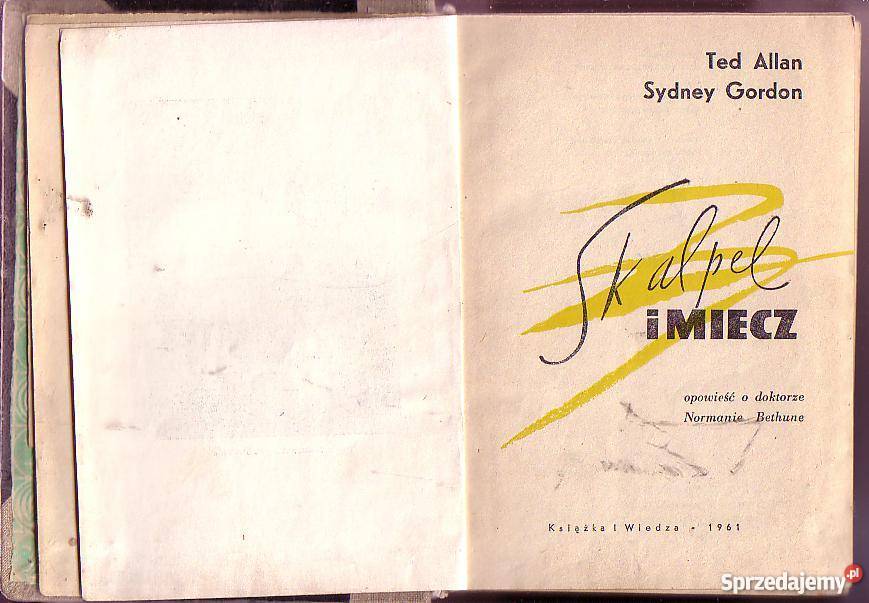 Ted Allan
Sydney Gordon
Skalpel
i MIECZ
opowieść o doktorze
Normanie Bethune
Książka i Wiedza - 1961
Sprzedajemy.pl